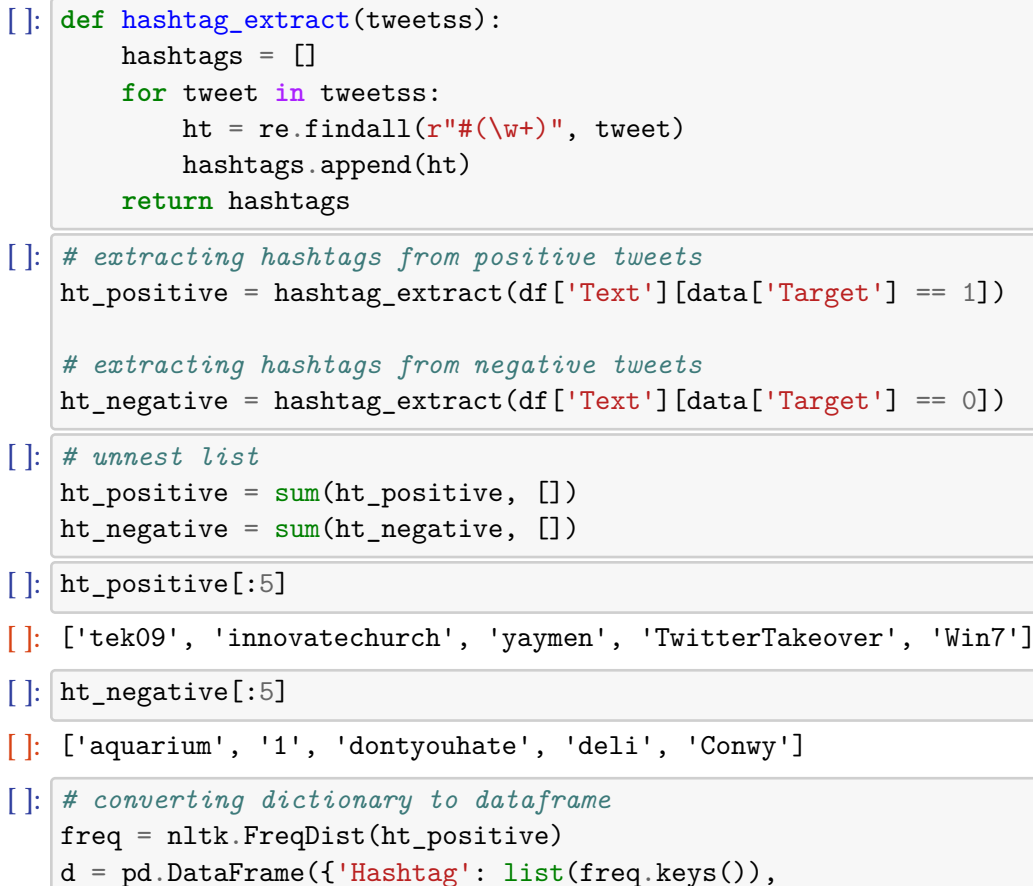 [ ]: def hashtag_extract(tweetss):
    hashtags = []
    for tweet in tweetss:
        ht = re.findall(r"#(\w+)", tweet)
        hashtags.append(ht)
    return hashtags
[ ]: # extracting hashtags from positive tweets
ht_positive = hashtag_extract(df['Text'][data['Target'] == 1])
# extracting hashtags from negative tweets
ht_negative = hashtag_extract(df['Text'][data['Target'] == 0])
[ ]: # unnest list
ht_positive = sum(ht_positive, [])
ht_negative = sum(ht_negative, [])
[ ]: ht_positive[:5]
[ ]: ['tek09', 'innovatechurch', 'yaymen', 'TwitterTakeover', 'Win7']
[ ]: ht_negative[:5]
[ ]: ['aquarium', '1', 'dontyouhate', 'deli', 'Conwy']
[ ]: # converting dictionary to dataframe
freq = nltk.FreqDist(ht_positive)
d = pd.DataFrame({'Hashtag': list(freq.keys()),